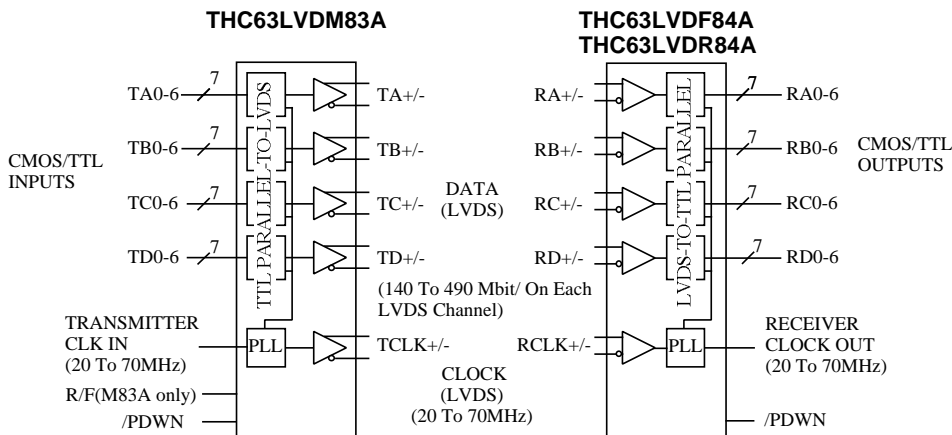 THC63LVDM83A
THC63LVDF84A
THC63LVDR84A
CMOS/TTL
INPUTS
TA0-6
7
TB0-6
7
TC0-6
7
TD0-6
7
TTL PARALLEL-TO-LVDS
TA+/-
TB+/-
TC+/-
TD+/-
TRANSMITTER
CLK IN
(20 To 70MHz)
PLL
TCLK+/-
R/F(M83A only)
/PDWN
DATA
(LVDS)
(140 To 490 Mbit/ On Each
LVDS Channel)
CLOCK
(LVDS)
(20 To 70MHz)
RA+/-
RB+/-
RC+/-
RD+/-
RCLK+/-
LVDS-TO-TTL PARALLEL
PLL
7
RA0-6
7
RB0-6
7
RC0-6
7
RD0-6
CMOS/TTL
OUTPUTS
RECEIVER
CLOCK OUT
(20 To 70MHz)
/PDWN